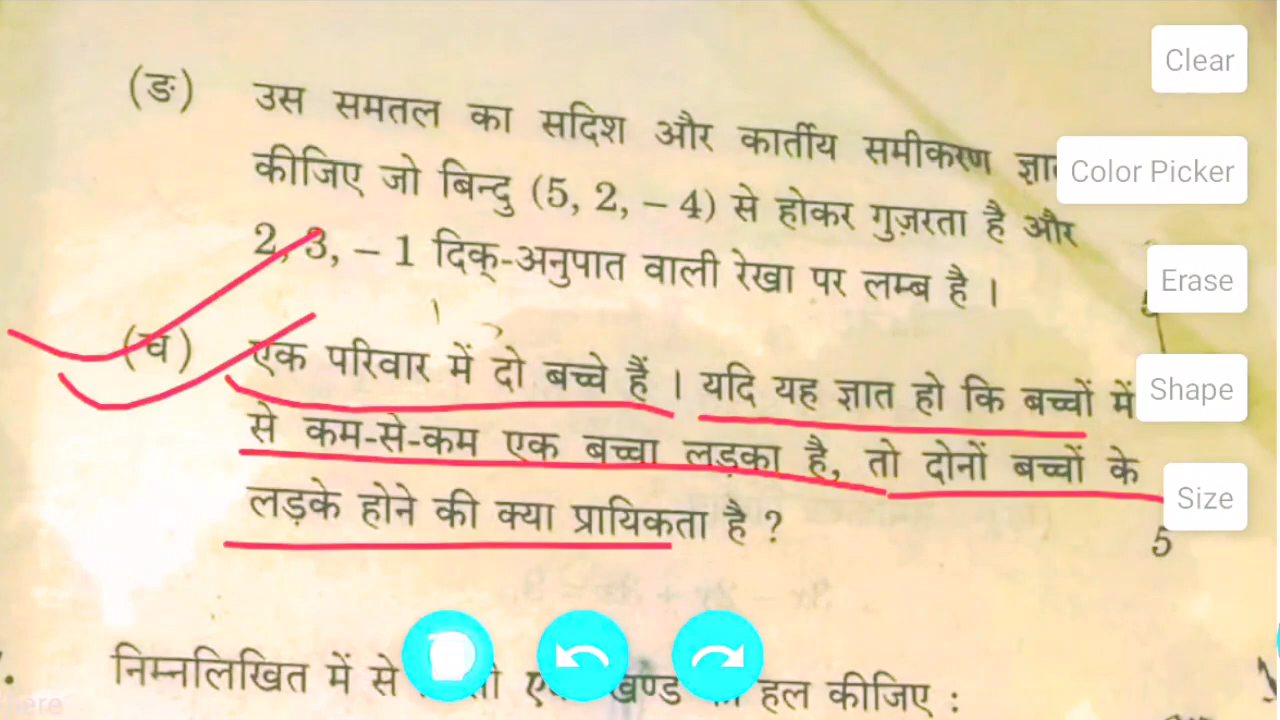 (ङ) उस समतल का सदिश और कार्तीय समीकरण
कीजिए जो बिन्दु (5, 2, – 4) से होकर गुज़रता है और
2, 3, – 1 दिक्-अनुपात वाली रेखा पर लम्ब है ।
(च) एक परिवार में दो बच्चे हैं । यदि यह ज्ञात हो कि बच्चों में
से कम-से-कम एक बच्चा लड़का है, तो दोनों बच्चों के
लड़के होने की क्या प्रायिकता है ?
5
निम्नलिखित में से खण्ड हल कीजिए :
Clear
Color Picker
Erase
Shape
Size